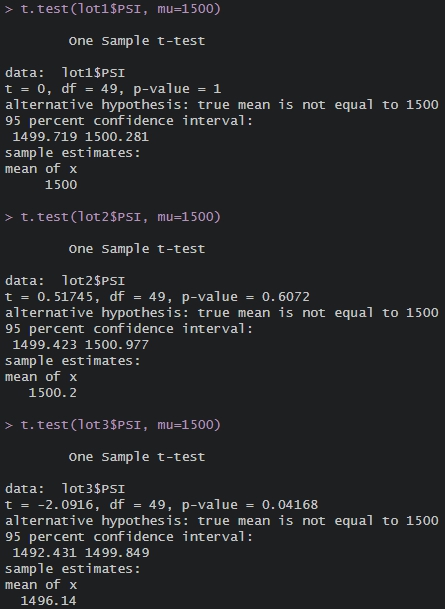 > t.test(lot1$PSI, mu=1500)
One Sample t-test
data:  lot1$PSI
t = 0, df = 49, p-value = 1
alternative hypothesis: true mean is not equal to 1500
95 percent confidence interval:
1499.719 1500.281
sample estimates:
mean of x
1500
> t.test(lot2$PSI, mu=1500)
One Sample t-test
data:  lot2$PSI
t = 0.51745, df = 49, p-value = 0.6072
alternative hypothesis: true mean is not equal to 1500
95 percent confidence interval:
1499.423 1500.977
sample estimates:
mean of x
1500.2
> t.test(lot3$PSI, mu=1500)
One Sample t-test
data:  lot3$PSI
t = -2.0916, df = 49, p-value = 0.04168
alternative hypothesis: true mean is not equal to 1500
95 percent confidence interval:
1492.431 1499.849
sample estimates:
mean of x
1496.14